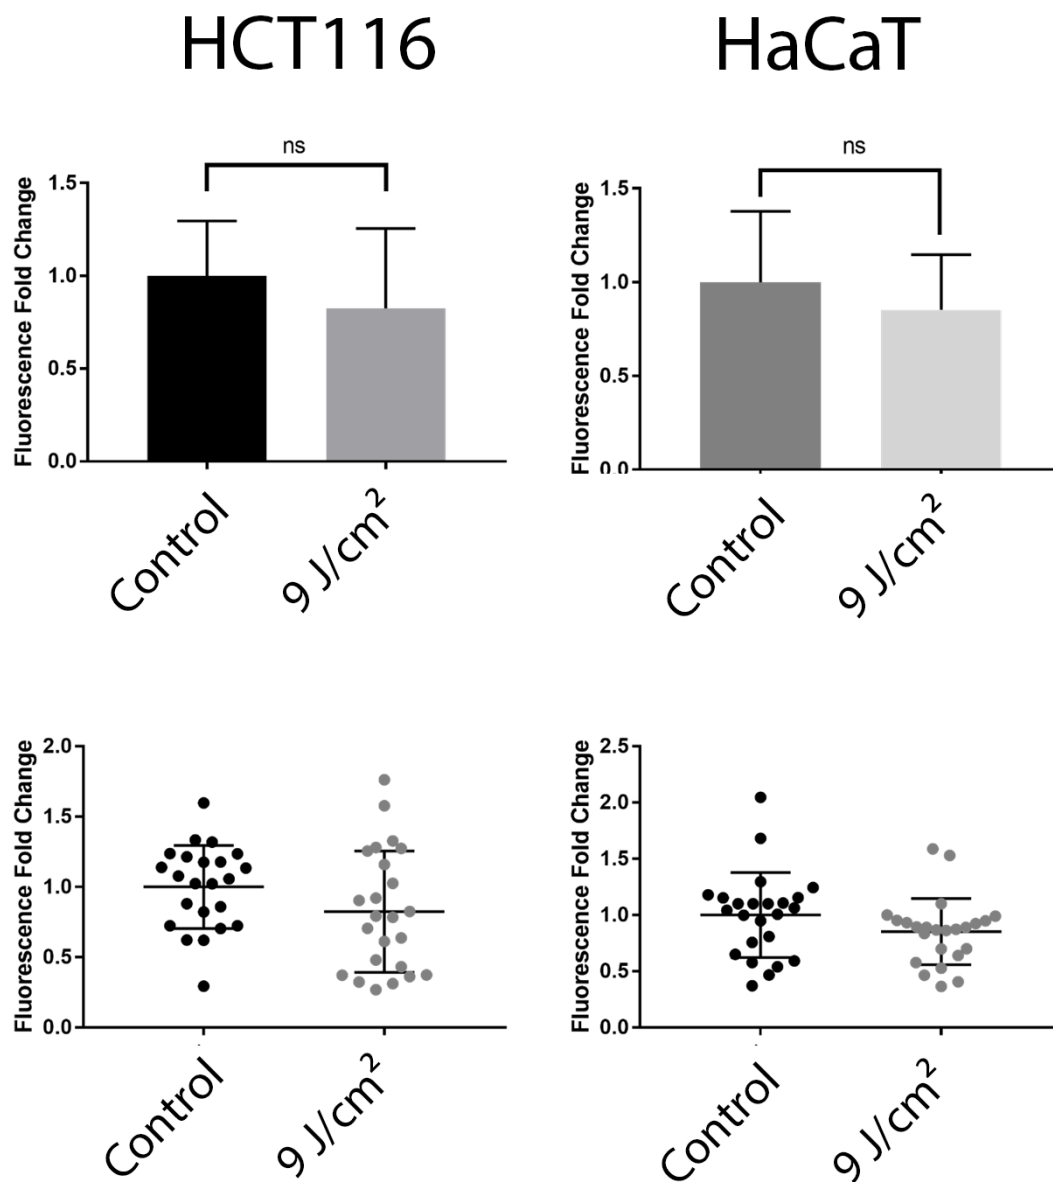 HCT116
HaCaT
ns
Fluorescence Fold Change
1.5
1.0
0.5
0.0
Control
9 J/cm²
ns
Fluorescence Fold Change
1.5
1.0
0.5
0.0
Control
9 J/cm²
Fluorescence Fold Change
2.0
1.5
1.0
0.5
0.0
Control
9 J/cm²
Fluorescence Fold Change
2.5
2.0
1.5
1.0
0.5
0.0
Control
9 J/cm²